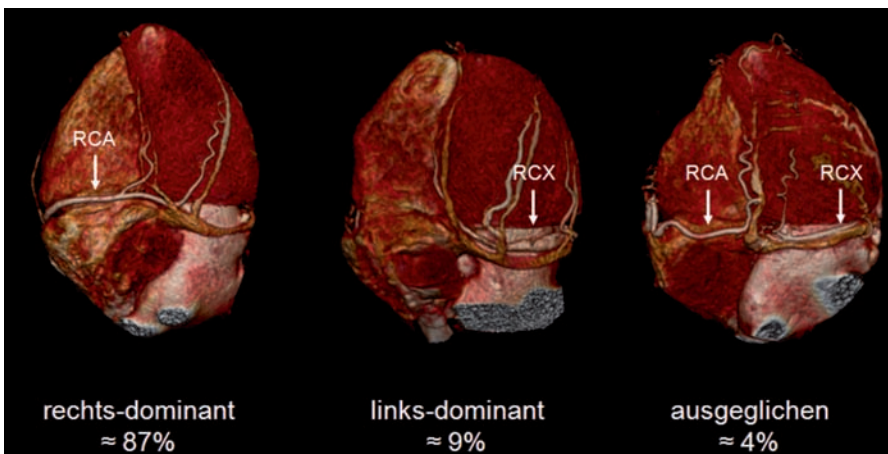 RCA
RCX
RCA
RCX
rechts-dominant
≈ 87%
links-dominant
≈ 9%
ausgeglichen
≈ 4%